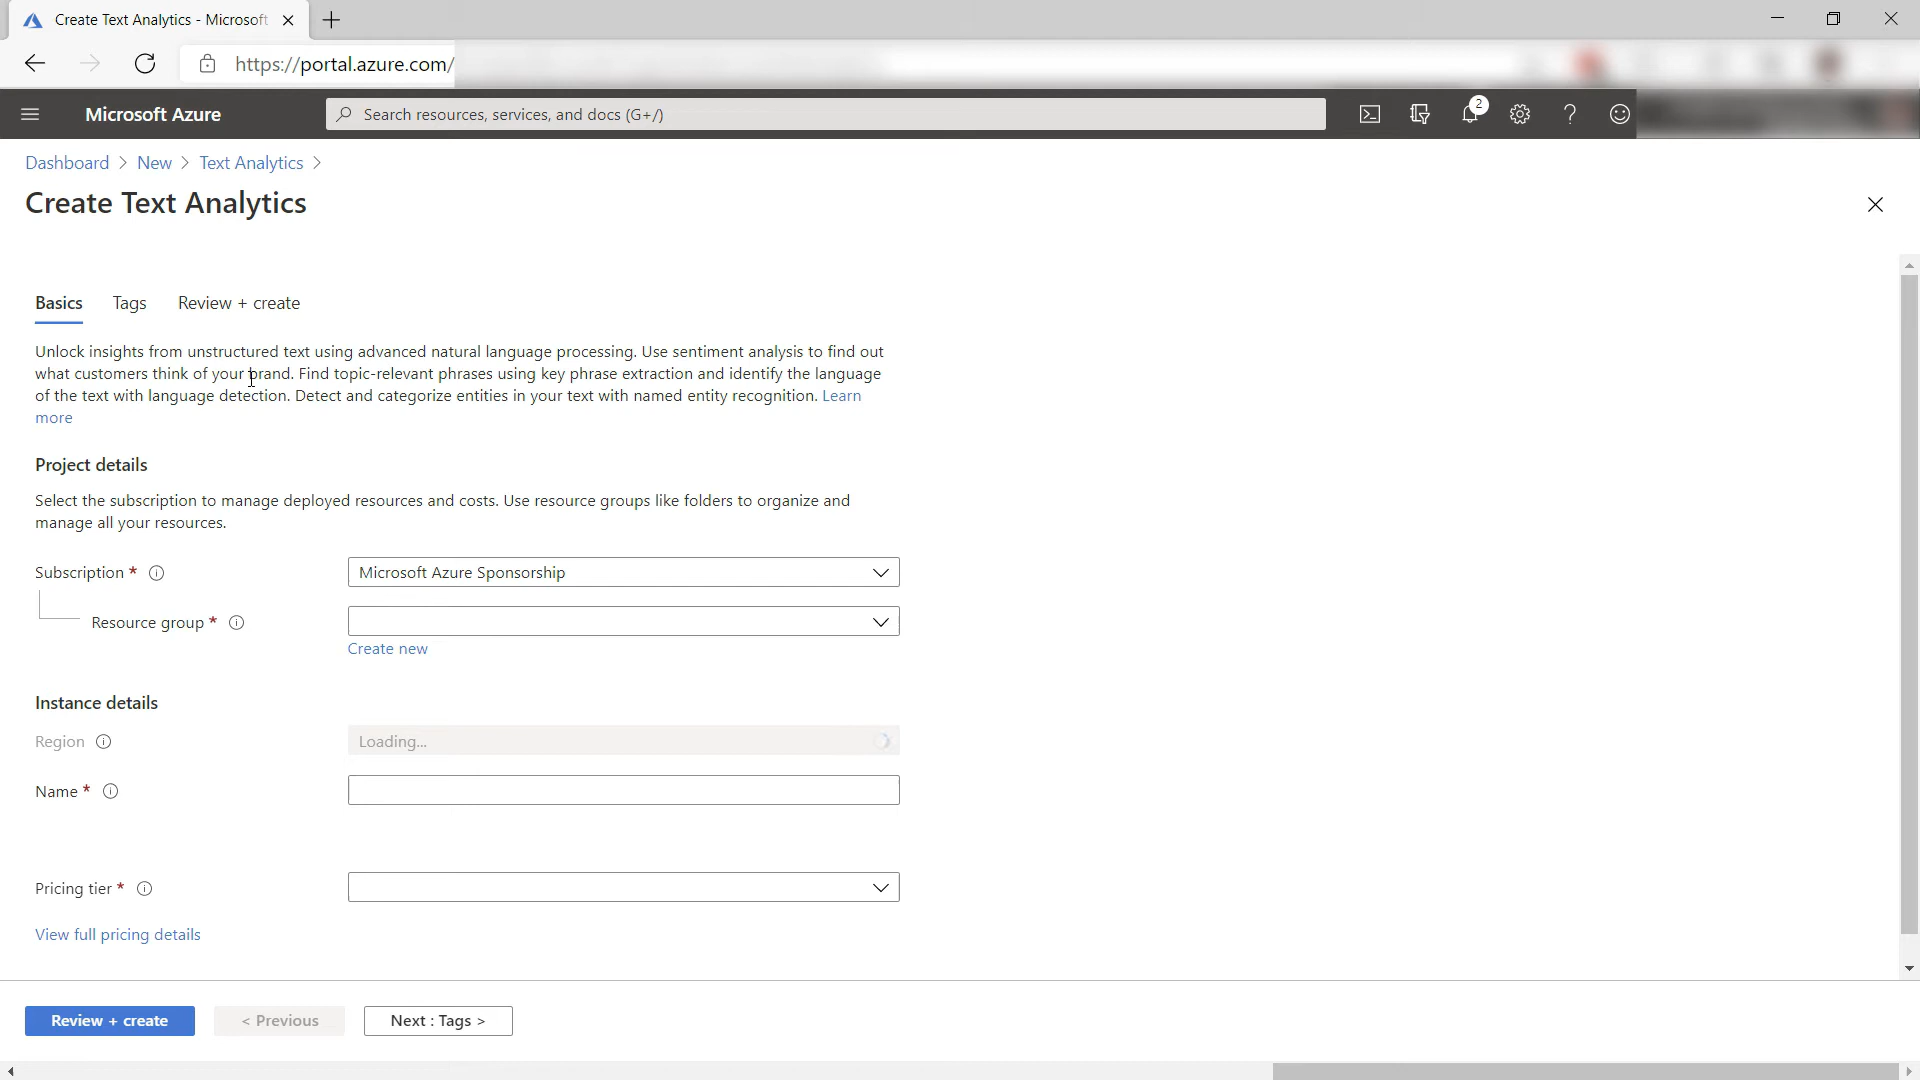 Create Text Analytics - Microsoft
https://portal.azure.com/
Microsoft Azure
Search resources, services, and docs (G+/)
2
Dashboard > New > Text Analytics >
Create Text Analytics
Basics Tags Review + create
Unlock insights from unstructured text using advanced natural language processing. Use sentiment analysis to find out
what customers think of your brand. Find topic-relevant phrases using key phrase extraction and identify the language
of the text with language detection. Detect and categorize entities in your text with named entity recognition. Learn
more
Project details
Select the subscription to manage deployed resources and costs. Use resource groups like folders to organize and
manage all your resources.
Subscription * Microsoft Azure Sponsorship
Resource group *
Create new
Instance details
Region Loading...
Name *
Pricing tier *
View full pricing details
Review + create < Previous Next : Tags >